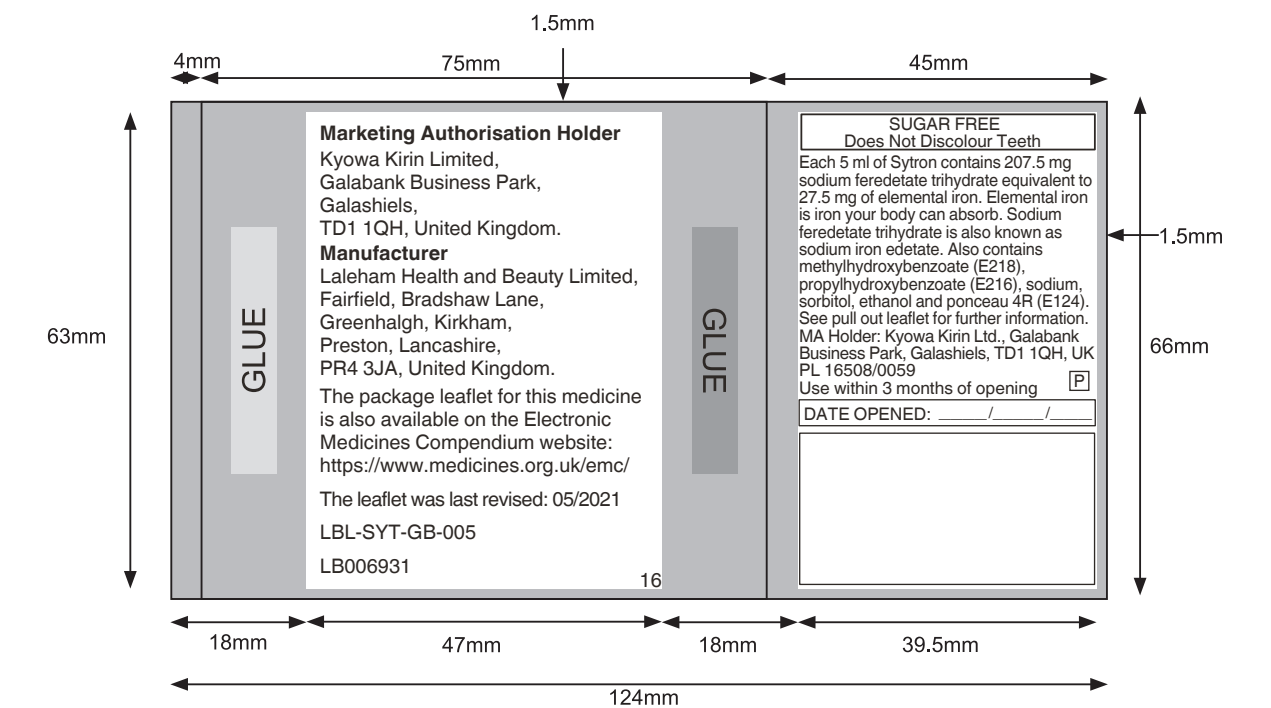 1.5mm
4mm
75mm
45mm
Marketing Authorisation Holder
Kyowa Kirin Limited,
Galabank Business Park,
Galashiels,
TD1 1QH, United Kingdom.
Manufacturer
Laleham Health and Beauty Limited,
Fairfield, Bradshaw Lane,
Greenhalgh, Kirkham,
Preston, Lancashire,
PR4 3JA, United Kingdom.
The package leaflet for this medicine
is also available on the Electronic
Medicines Compendium website:
https://www.medicines.org.uk/emc/
The leaflet was last revised: 05/2021
LBL-SYT-GB-005
LB006931
16
GLUE
GLUE
63mm
SUGAR FREE
Does Not Discolour Teeth
Each 5 ml of Sytron contains 207.5 mg
sodium feredetate trihydrate equivalent to
27.5 mg of elemental iron. Elemental iron
is iron your body can absorb. Sodium
feredetate trihydrate is also known as
sodium iron edetate. Also contains
methylhydroxybenzoate (E218),
propylhydroxybenzoate (E216), sodium,
sorbitol, ethanol and ponceau 4R (E124).
See pull out leaflet for further information.
MA Holder: Kyowa Kirin Ltd., Galabank
Business Park, Galashiels, TD1 1QH, UK
PL 16508/0059
Use within 3 months of opening
P
DATE OPENED: _____/_____/____
1.5mm
66mm
18mm
47mm
18mm
39.5mm
124mm